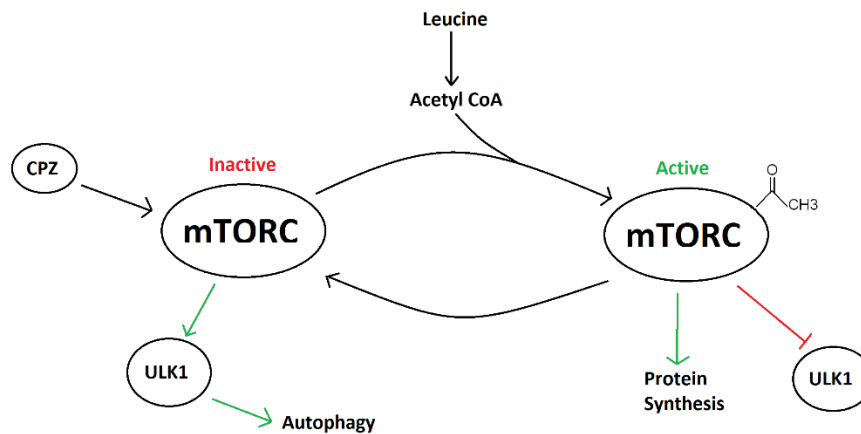 Leucine
Acetyl CoA
CPZ
Inactive
mTORC
Active
mTORC
O
CH3
ULK1
Autophagy
Protein
Synthesis
ULK1